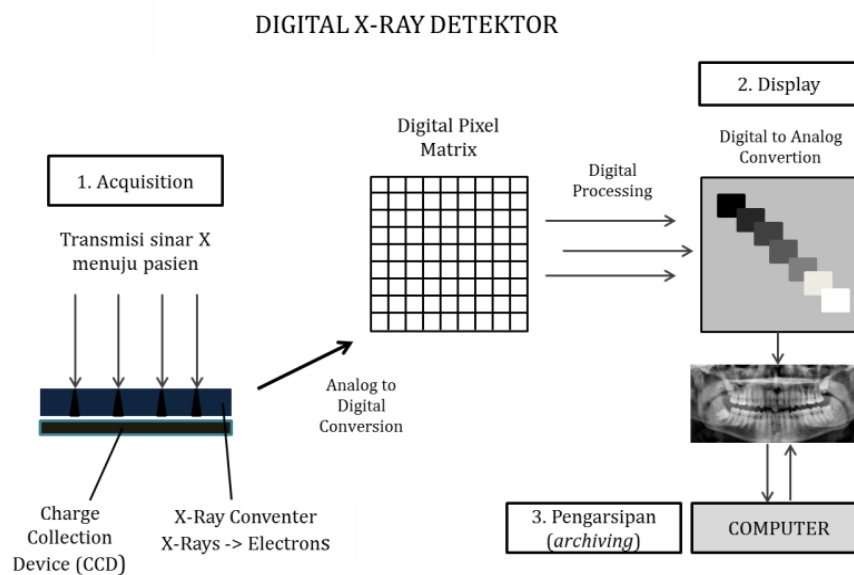 DIGITAL X-RAY DETEKTOR
1. Acquisition
Transmisi sinar X
menuju pasien
Charge
Collection
Device (CCD)
X-Ray Conventer
X-Rays -> Electrons
Analog to
Digital
Conversion
Digital Pixel
Matrix
Digital
Processing
2. Display
Digital to Analog
Convertion
3. Pengarsipan
(archiving)
COMPUTER